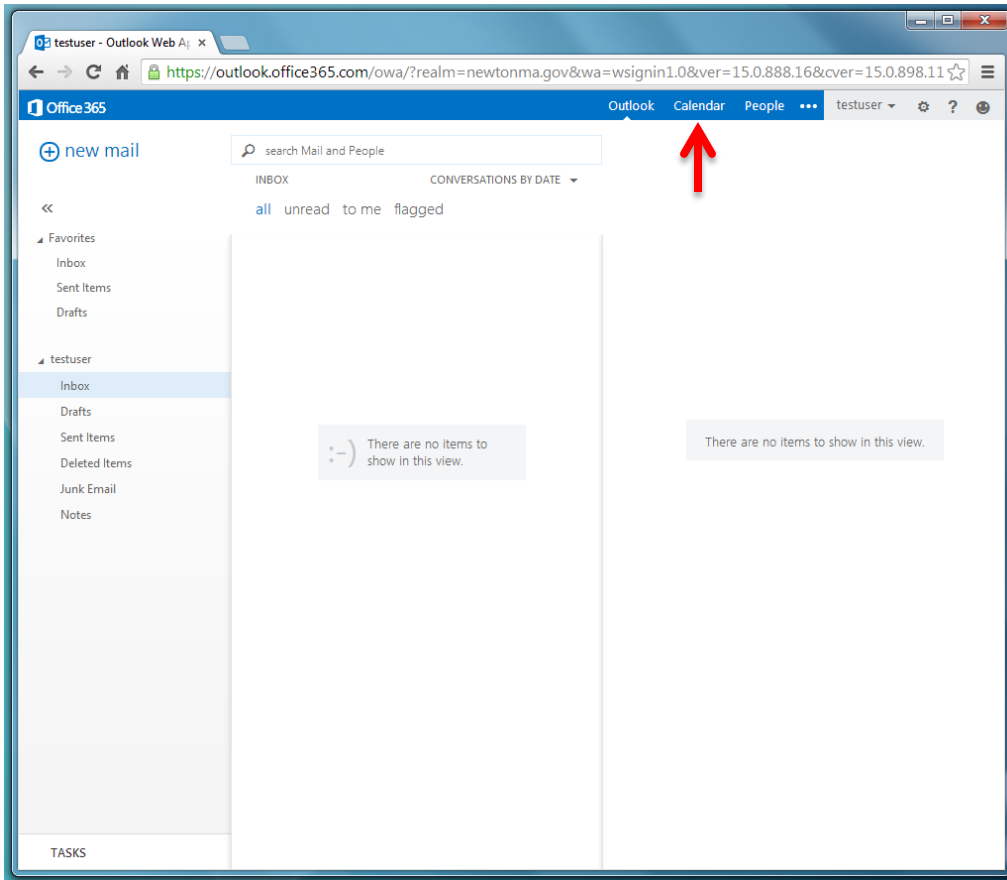 testuser - Outlook Web Ap
https://outlook.office365.com/owa/?realm=newtonma.gov&wa=wsignin1.0&ver=15.0.888.16&cver=15.0.898.11
Office 365
Outlook Calendar People ••• testuser ?
new mail
search Mail and People
INBOX CONVERSATIONS BY DATE
all unread to me flagged
Favorites
Inbox
Sent Items
Drafts
testuser
Inbox
Drafts
Sent Items
Deleted Items
Junk Email
Notes
:-) There are no items to
show in this view.
There are no items to show in this view.
TASKS